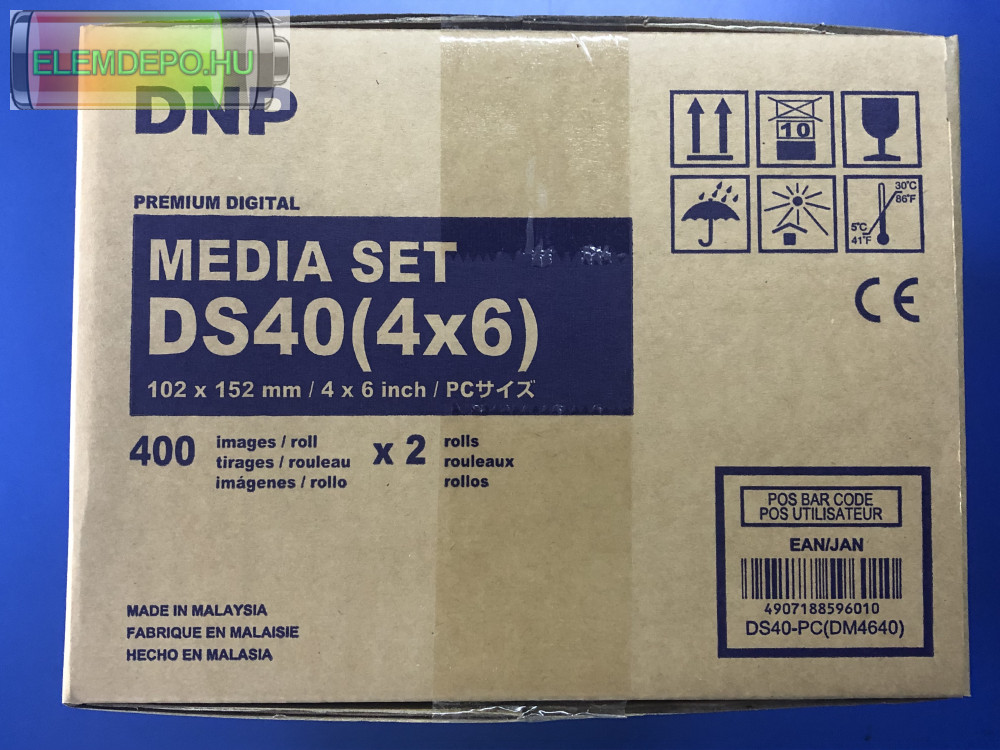 ELEMDEPO.HU
DNP
PREMIUM DIGITAL
MEDIA SET
DS40(4x6)
102 x 152 mm / 4 x 6 inch / PCサイズ
400 images / roll x 2 rolls
tirages / rouleau rouleaux
imágenes / rollo rollos
MADE IN MALAYSIA
FABRIQUE EN MALAISIE
HECHO EN MALASIA
10
30°C
86°F
5°C
41°F
CE
POS BAR CODE
POS UTILISATEUR
EAN/JAN
4907188596010
DS40-PC(DM4640)